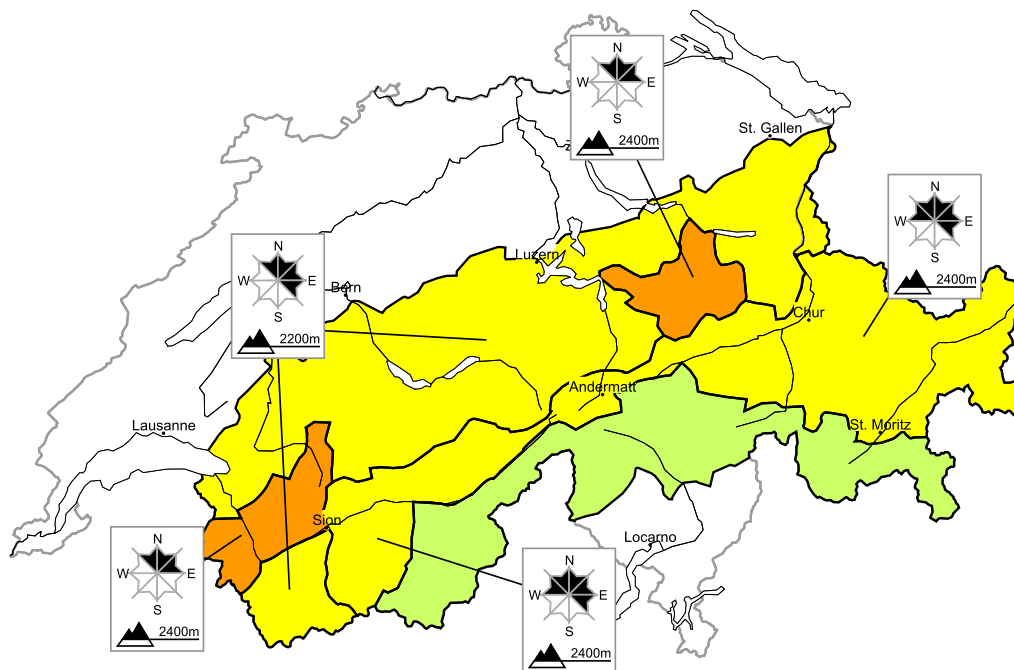 N
W E
S
2400m
St. Gallen
N
W E
S
2400m
Luzern
N
W E
S
2200m
Bern
Chur
Andermatt
Lausanne
St. Moritz
Sion
Locarno
N
W E
S
2400m
N
W E
S
2400m